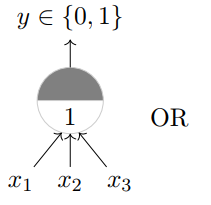 y ∈ {0, 1}
1
OR
x₁ x₂ x₃